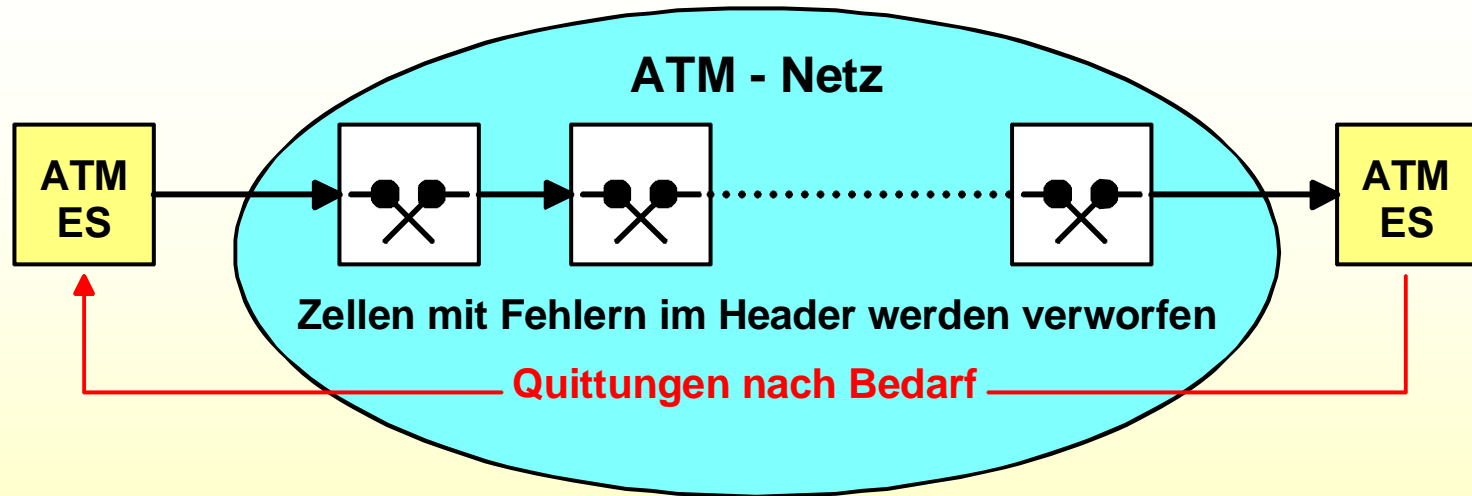 ATM - Netz
ATM
ES
ATM
ES
Zellen mit Fehlern im Header werden verworfen
Quittungen nach Bedarf